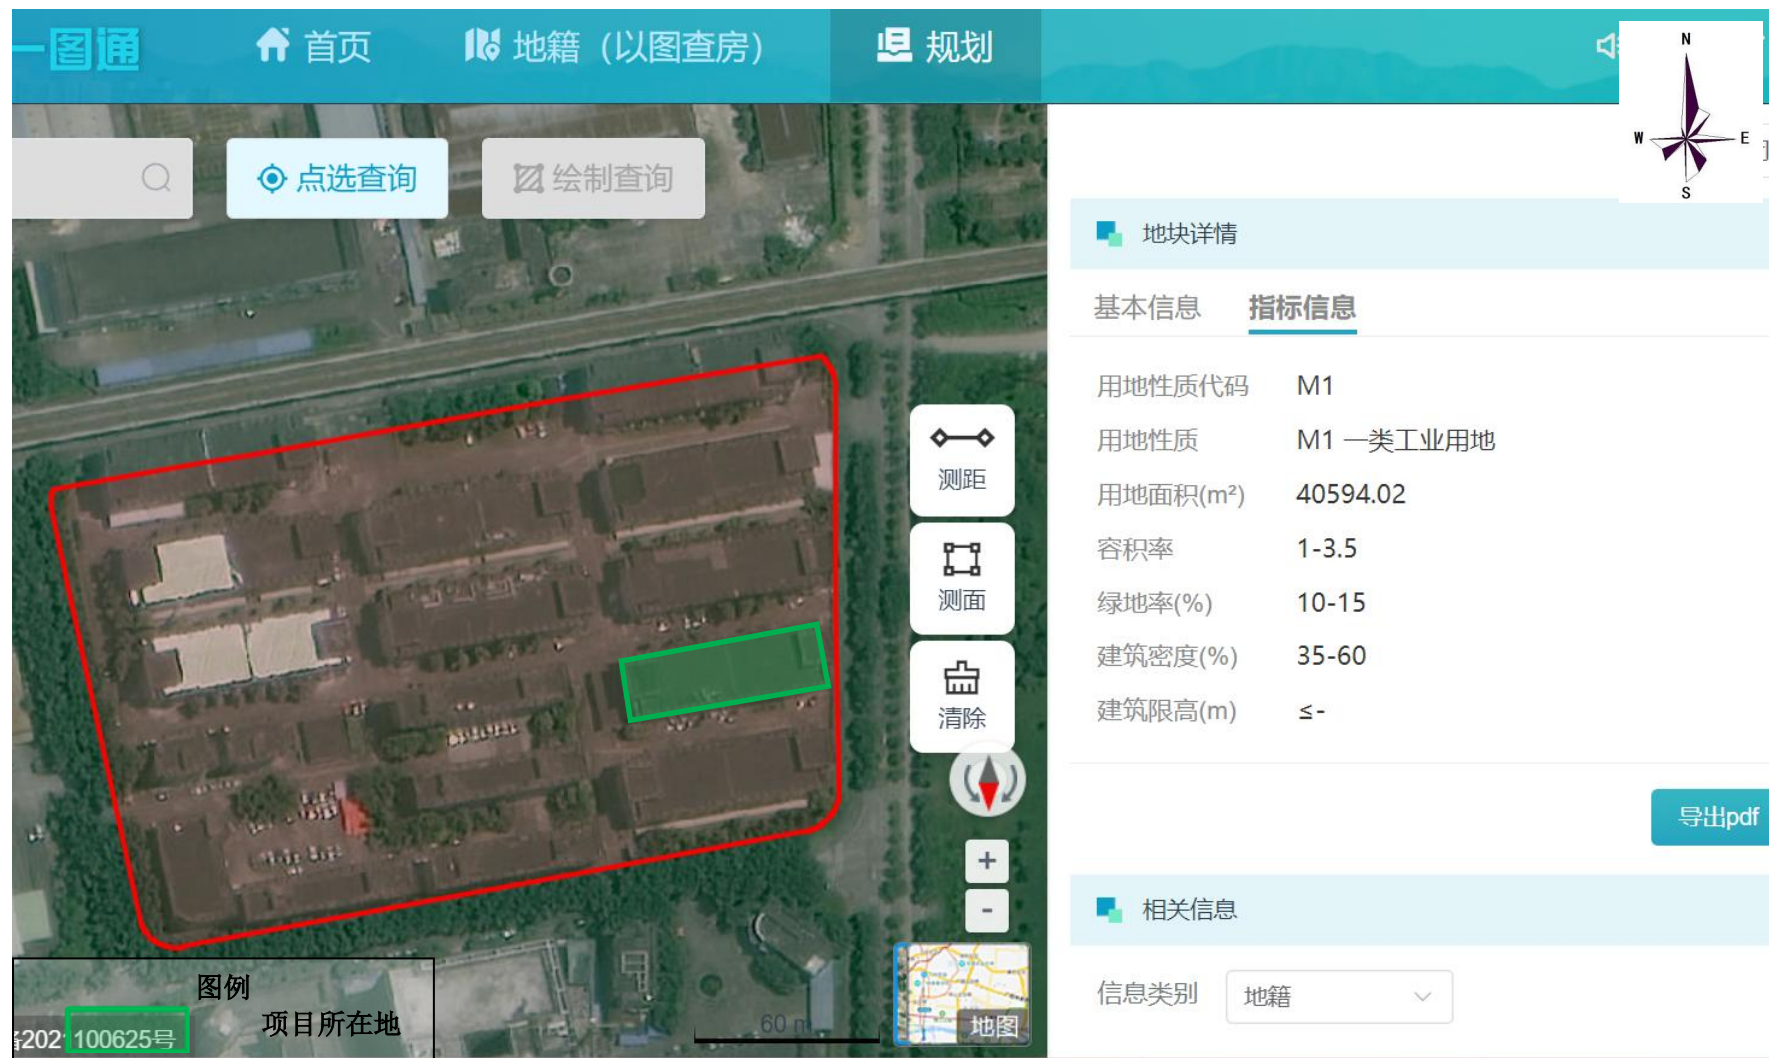 一图通
首页
地籍（以图查房）
规划
N
W
E
S
点选查询
绘制查询
地块详情
基本信息
指标信息
用地性质代码
M1
用地性质
M1 一类工业用地
用地面积(m²)
40594.02
容积率
1-3.5
绿地率(%)
10-15
建筑密度(%)
35-60
建筑限高(m)
≤-
测距
测面
清除
+
-
导出pdf
相关信息
信息类别
地籍
图例
项目所在地
100625号
60 m
地图